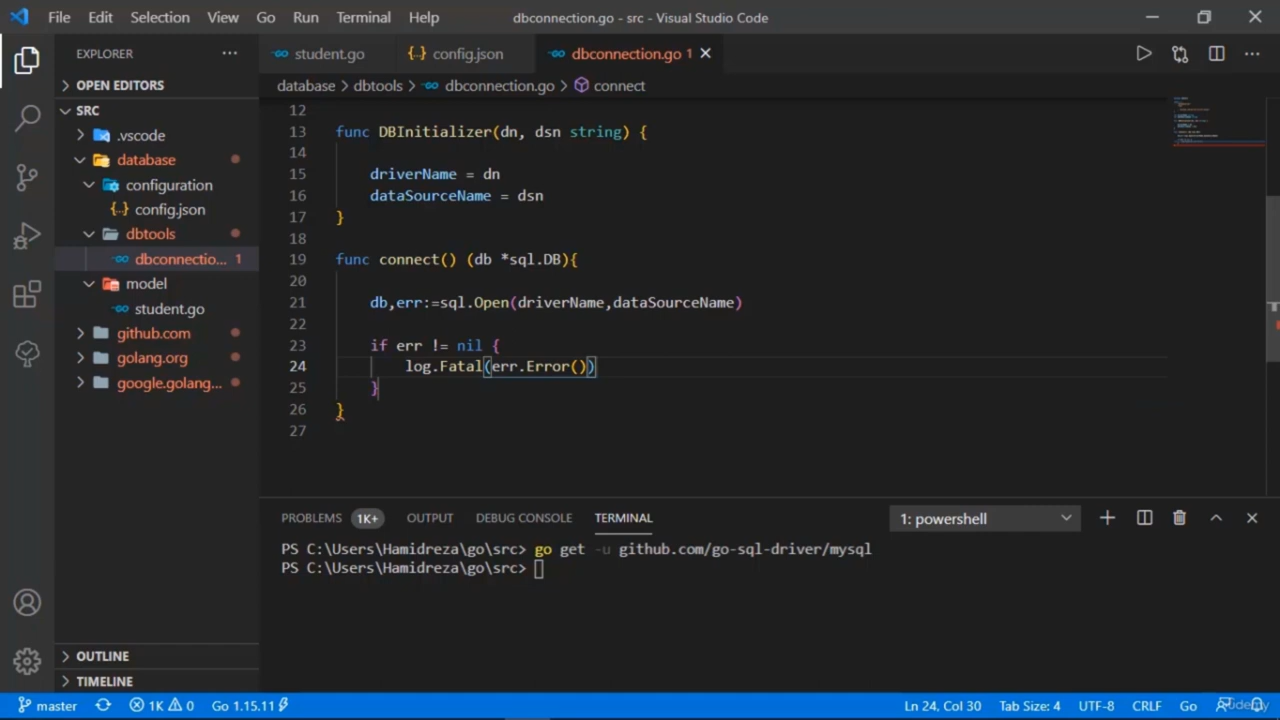 File Edit Selection View Go Run Terminal Help dbconnection.go - src - Visual Studio Code
EXPLORER
student.go
config.json
dbconnection.go 1
OPEN EDITORS
database > dbtools > dbconnection.go > connect
SRC
.vscode
database
configuration
config.json
dbtools
dbconnectio... 1
model
student.go
github.com
golang.org
google.golang...
OUTLINE
TIMELINE
12
13 func DBInitializer(dn, dsn string) {
14
15 driverName = dn
16 dataSourceName = dsn
17 }
18
19 func connect() (db *sql.DB){
20
21 db,err:=sql.Open(driverName,dataSourceName)
22
23 if err != nil {
24 log.Fatal(err.Error())
25 }
26 }
27
PROBLEMS 1K+ OUTPUT DEBUG CONSOLE TERMINAL 1: powershell
PS C:\Users\Hamidreza\go\src> go get -u github.com/go-sql-driver/mysql
PS C:\Users\Hamidreza\go\src>
master 1K 0 Go 1.15.11 Ln 24, Col 30 Tab Size: 4 UTF-8 CRLF Go
Udemy